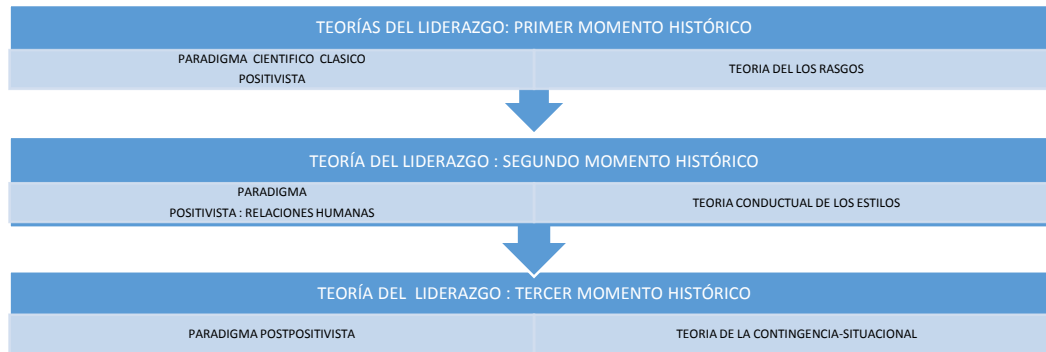 TEORÍAS DEL LIDERAZGO: PRIMER MOMENTO HISTÓRICO
PARADIGMA CIENTIFICO CLASICO
POSITIVISTA
TEORIA DEL LOS RASGOS
TEORÍA DEL LIDERAZGO : SEGUNDO MOMENTO HISTÓRICO
PARADIGMA
POSITIVISTA : RELACIONES HUMANAS
TEORIA CONDUCTUAL DE LOS ESTILOS
TEORÍA DEL LIDERAZGO : TERCER MOMENTO HISTÓRICO
PARADIGMA POSTPOSITIVISTA
TEORIA DE LA CONTINGENCIA-SITUACIONAL